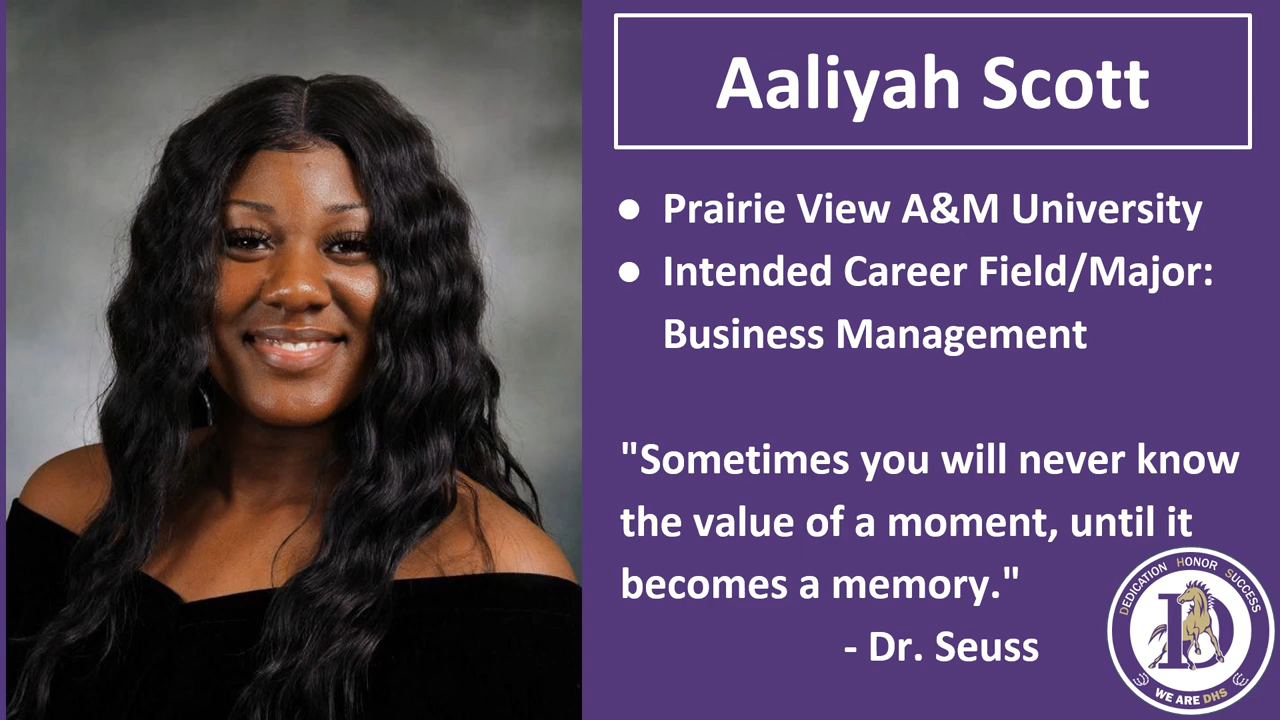 Aaliyah Scott
● Prairie View A&M University
● Intended Career Field/Major:
Business Management
"Sometimes you will never know
the value of a moment, until it
becomes a memory."
- Dr. Seuss
DEDICATION HONOR SUCCESS
D
WE ARE DHS